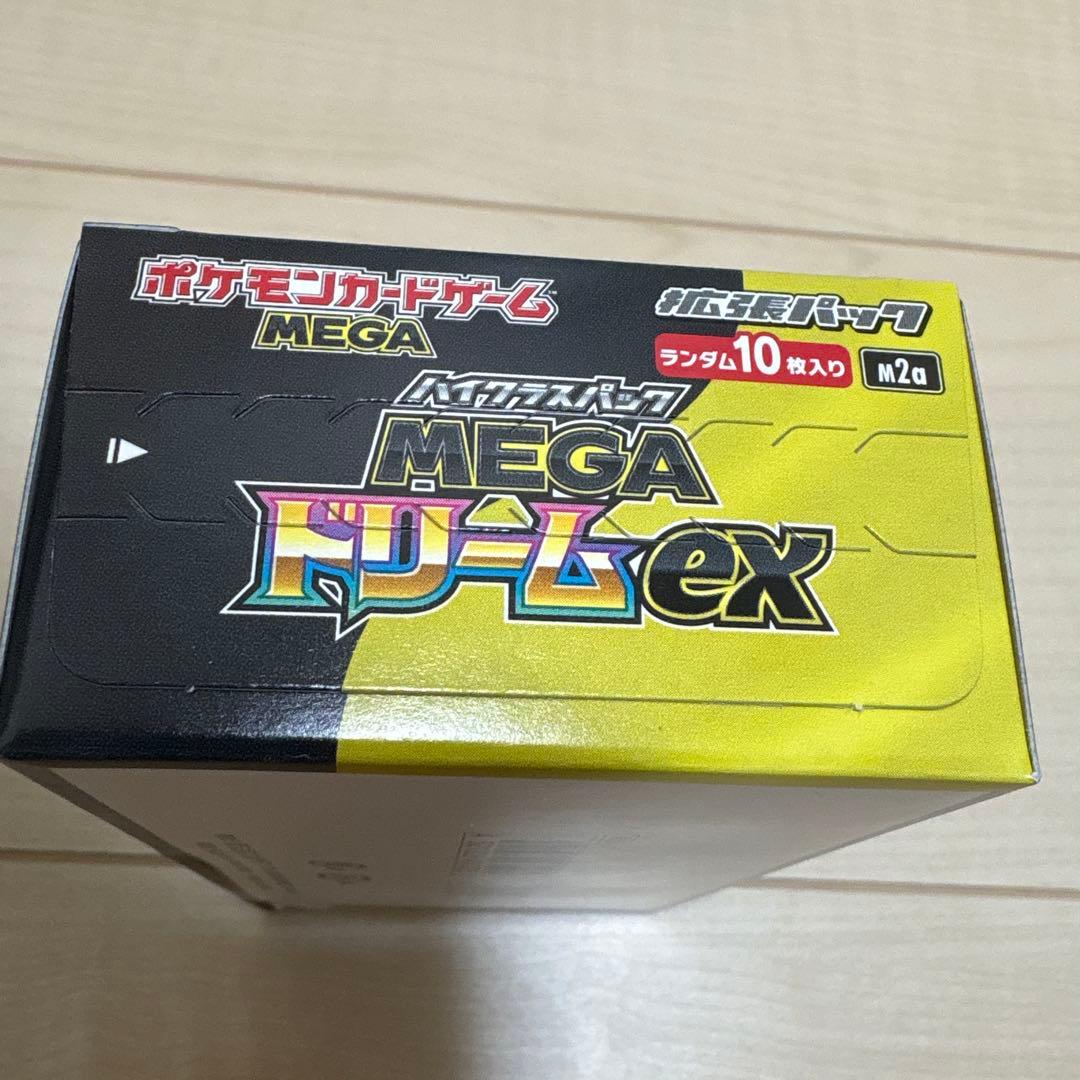 ポケモンカードゲーム
MEGA
拡張パック
ランダム10枚入り
M2a
ハイクラスパック
MEGA
ドリームex